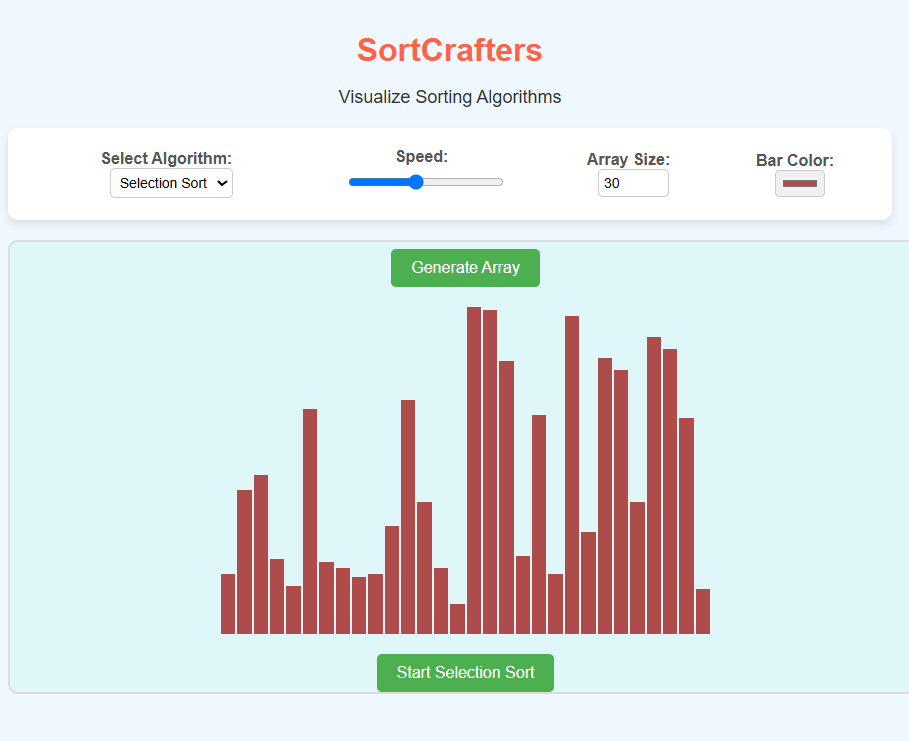 SortCrafters
Visualize Sorting Algorithms
Select Algorithm:
Selection Sort
Speed:
Array Size:
30
Bar Color:
Generate Array
Start Selection Sort